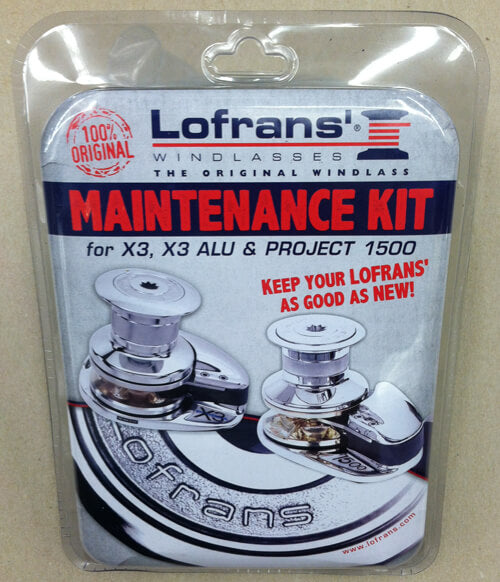 100%
ORIGINAL
Lofrans'®
WINDLASSES
THE ORIGINAL WINDLASS
MAINTENANCE KIT
for X3, X3 ALU & PROJECT 1500
KEEP YOUR LOFRANS'
AS GOOD AS NEW!
X3
Lofrans
www.lofrans.com